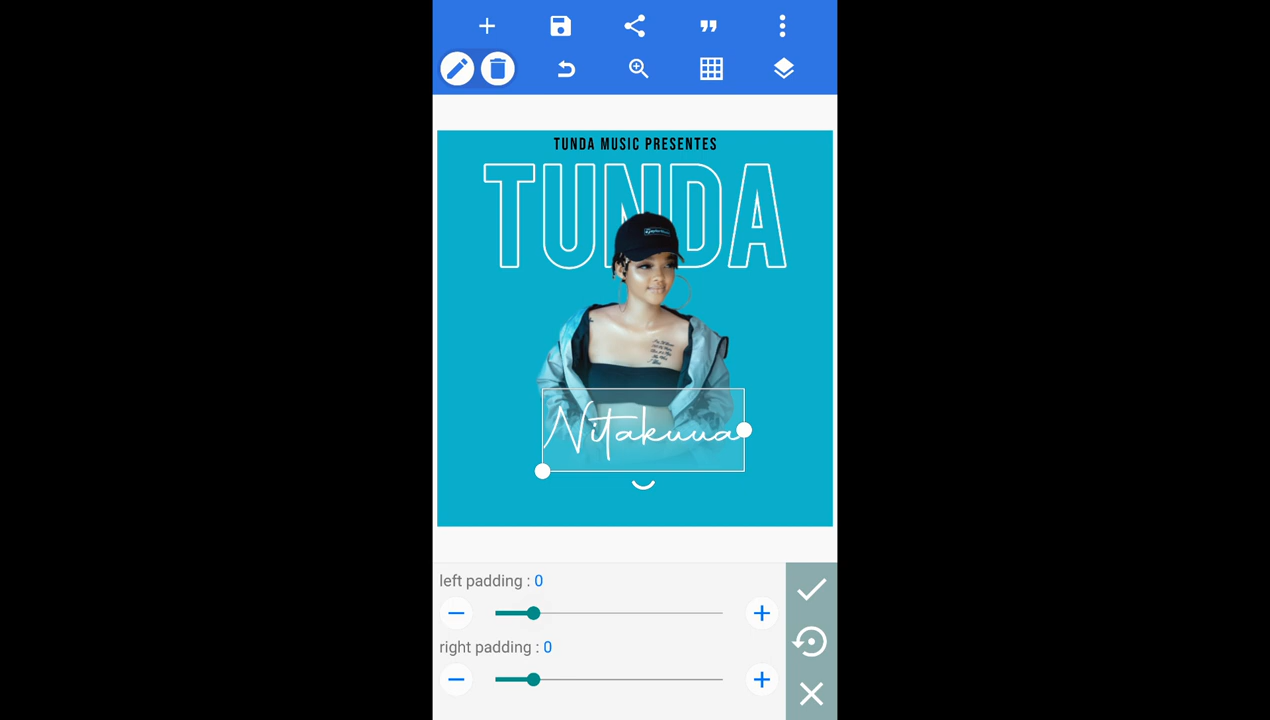 TUNDA MUSIC PRESENTES
TUNDA
Nitakuua
left padding : 0
right padding : 0